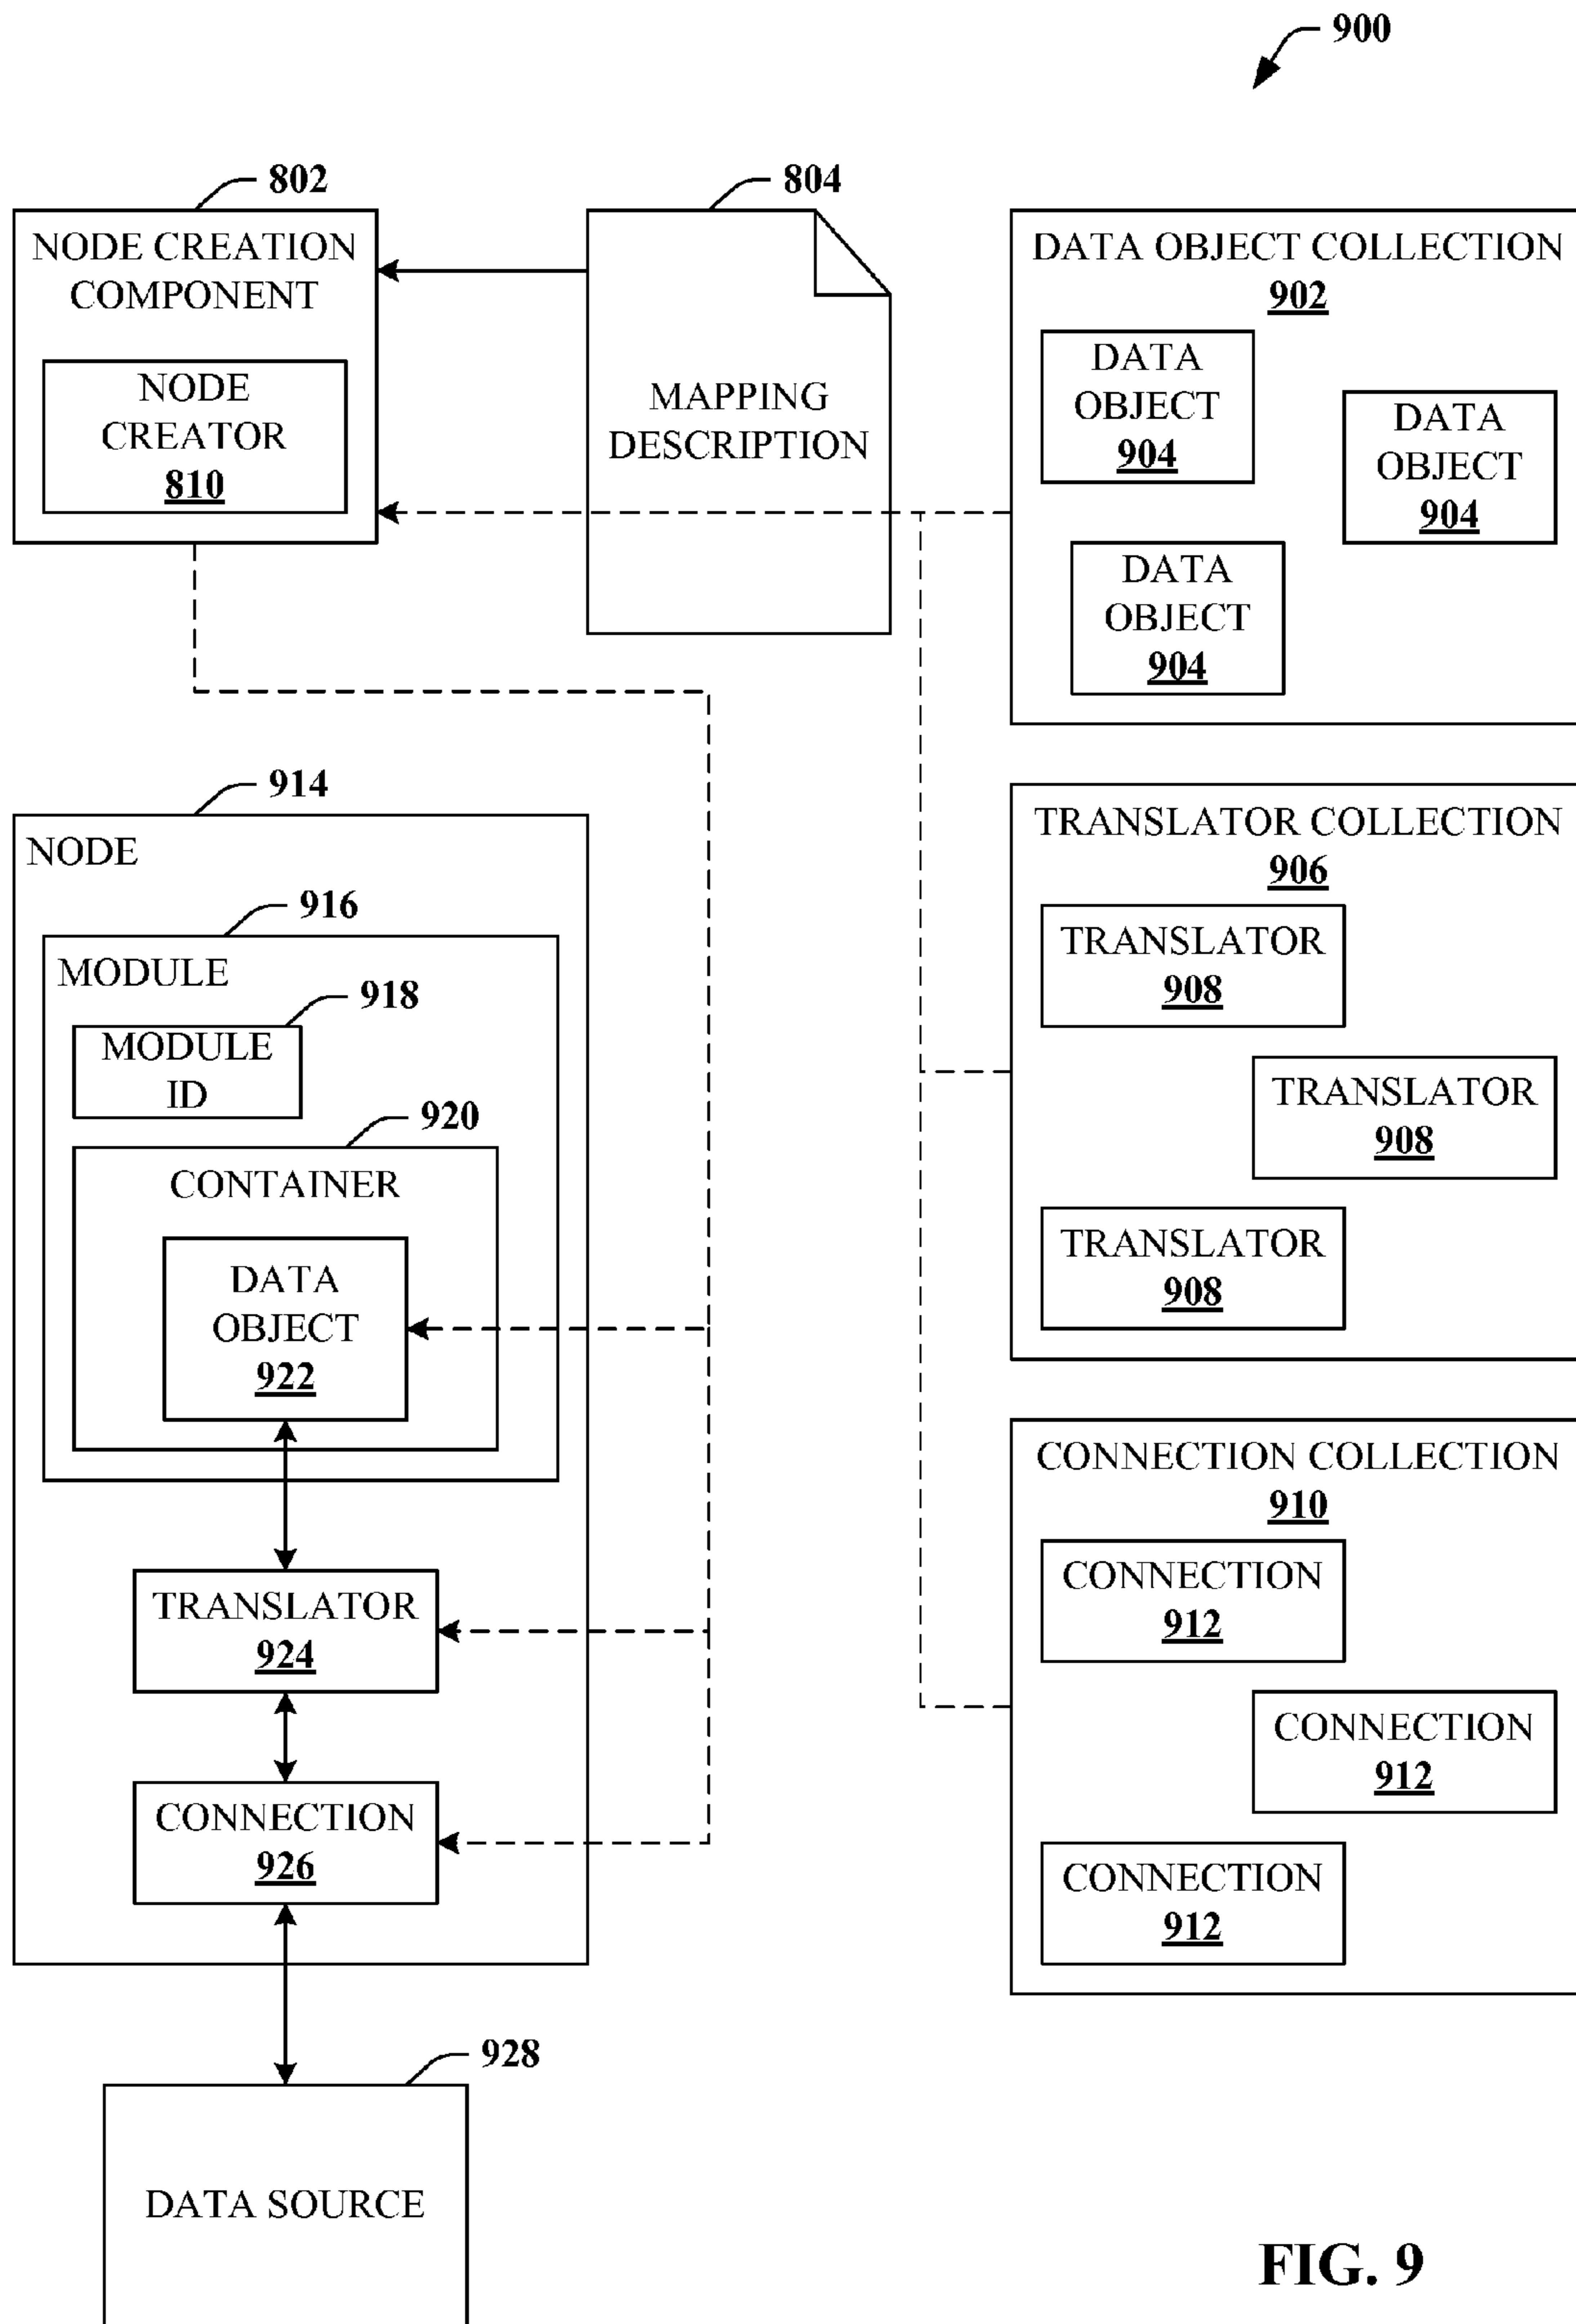 900
802
NODE CREATION
COMPONENT
NODE
CREATOR
810
804
MAPPING
DESCRIPTION
DATA OBJECT COLLECTION
902
DATA
OBJECT
904
DATA
OBJECT
904
DATA
OBJECT
904
914
NODE
916
MODULE
918
MODULE
ID
920
CONTAINER
DATA
OBJECT
922
TRANSLATOR
924
CONNECTION
926
928
DATA SOURCE
TRANSLATOR COLLECTION
906
TRANSLATOR
908
TRANSLATOR
908
TRANSLATOR
908
CONNECTION COLLECTION
910
CONNECTION
912
CONNECTION
912
CONNECTION
912
FIG. 9